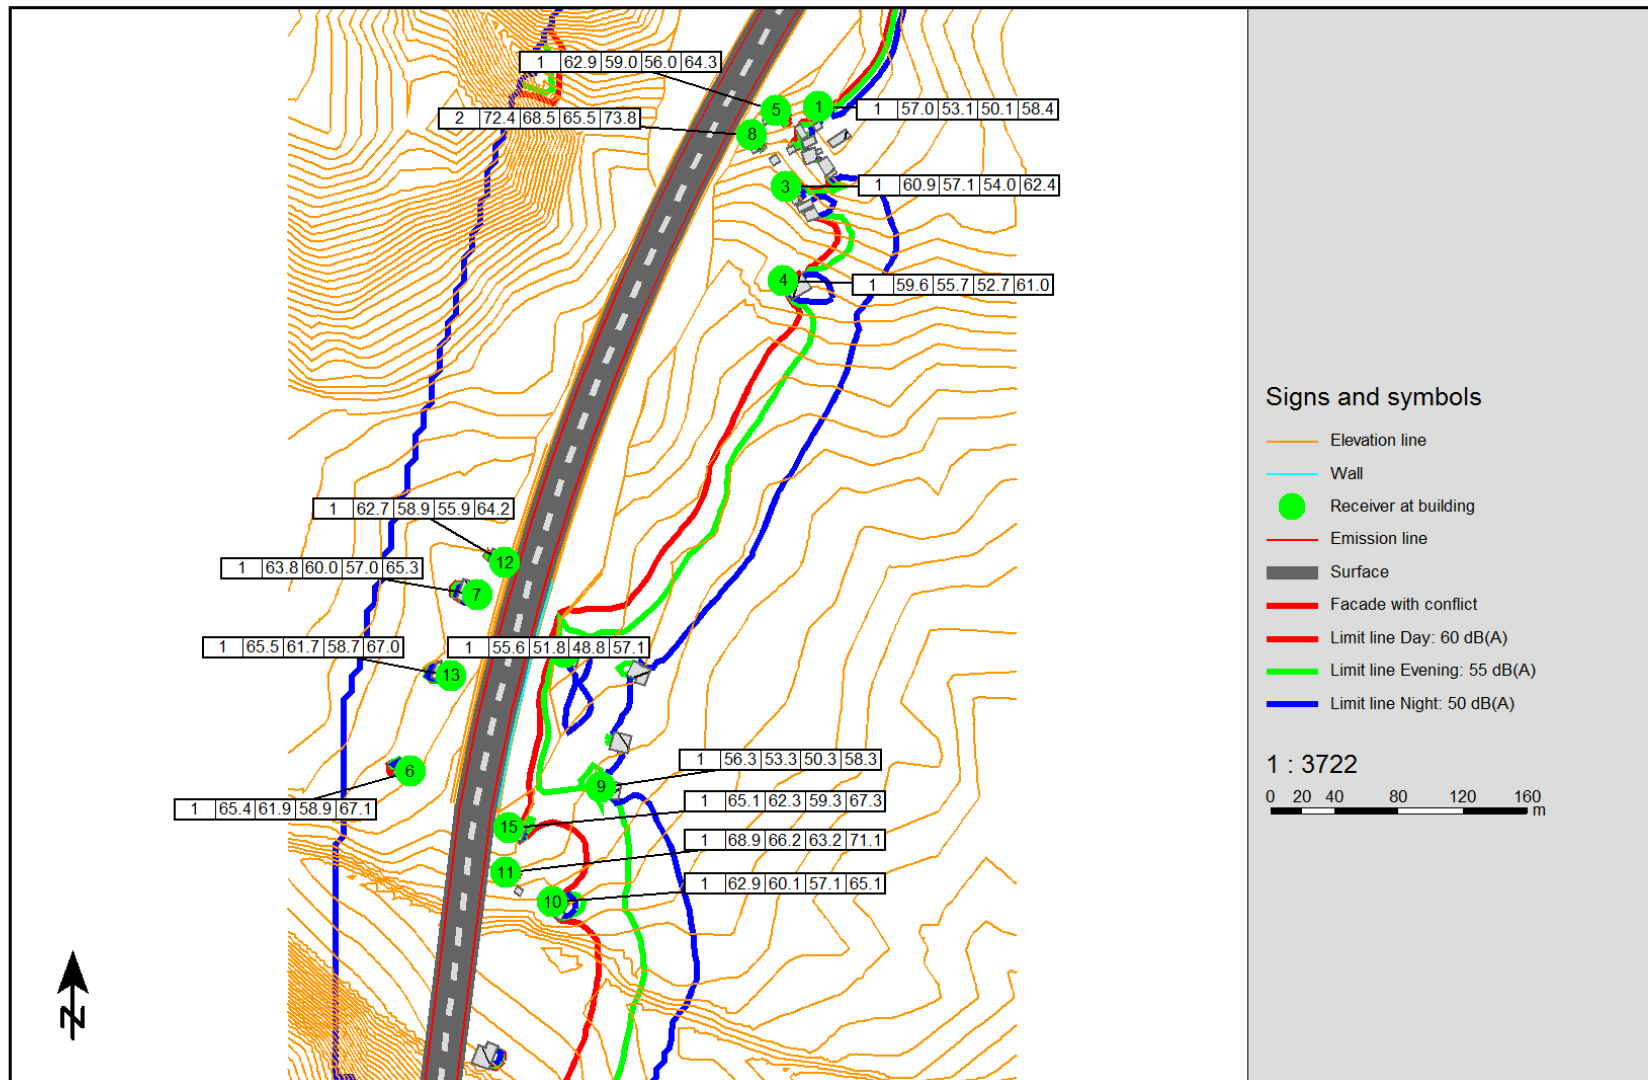 1 62.9 59.0 56.0 64.3
5
1
1 57.0 53.1 50.1 58.4
2 72.4 68.5 65.5 73.8
8
3
1 60.9 57.1 54.0 62.4
4
1 59.6 55.7 52.7 61.0
1 62.7 58.9 55.9 64.2
12
1 63.8 60.0 57.0 65.3
7
1 65.5 61.7 58.7 67.0
1 55.6 51.8 48.8 57.1
13
6
1 56.3 53.3 50.3 58.3
9
1 65.4 61.9 58.9 67.1
1 65.1 62.3 59.3 67.3
15
1 68.9 66.2 63.2 71.1
11
1 62.9 60.1 57.1 65.1
10
N
Signs and symbols
Elevation line
Wall
Receiver at building
Emission line
Surface
Facade with conflict
Limit line Day: 60 dB(A)
Limit line Evening: 55 dB(A)
Limit line Night: 50 dB(A)
1 : 3722
0 20 40 80 120 160
m